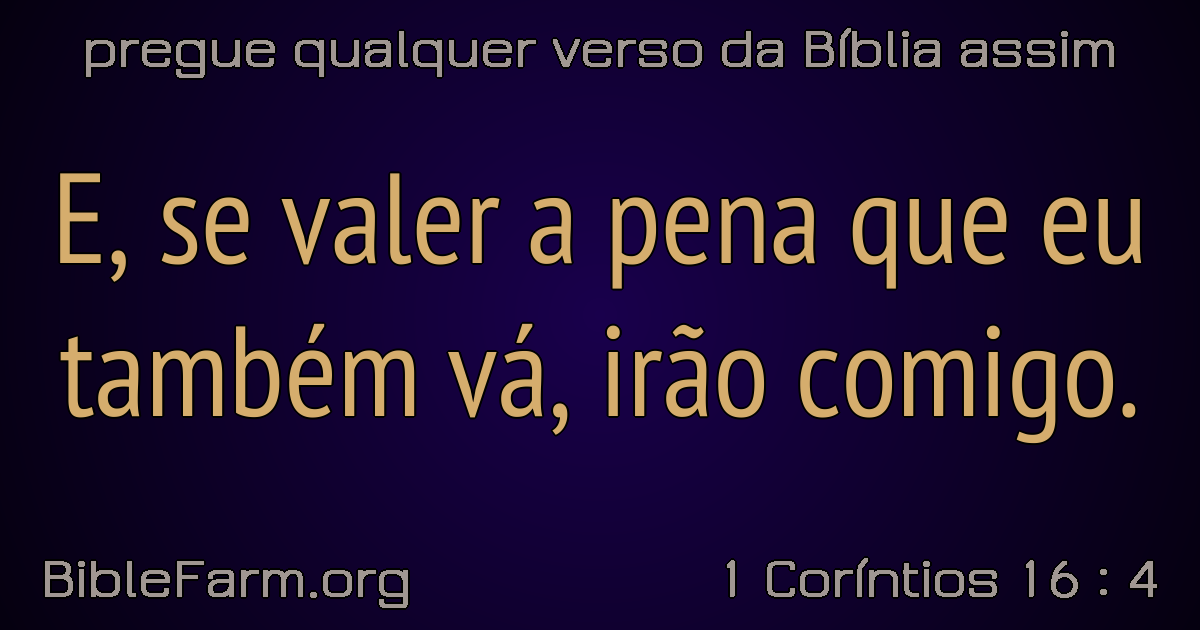 pregue qualquer verso da Bíblia assim
E, se valer a pena que eu
também vá, irão comigo.
BibleFarm.org
1 Coríntios 16 : 4